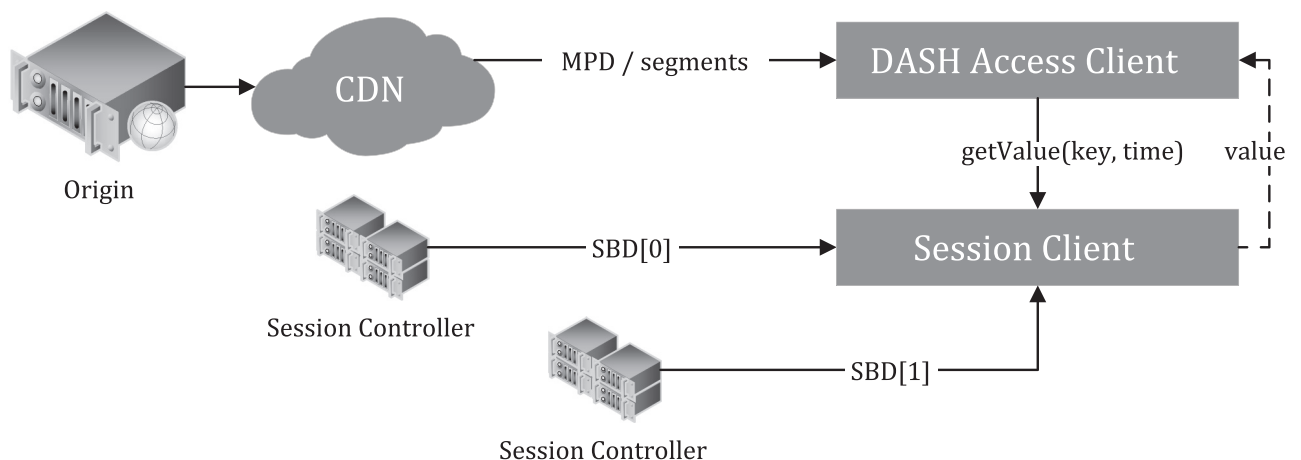 CDN
MPD / segments
DASH Access Client
getValue(key, time)
value
Origin
SBD[0]
Session Client
Session Controller
SBD[1]
Session Controller